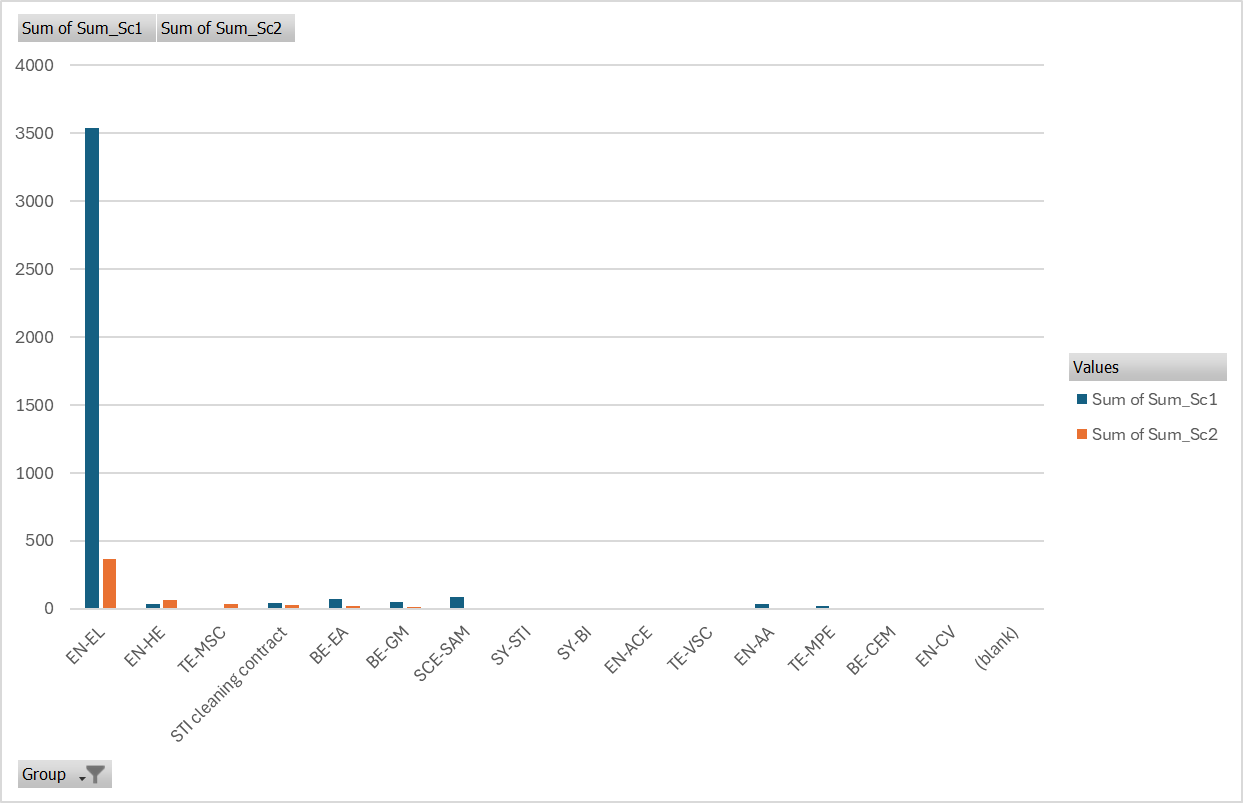 Sum of Sum_Sc1 Sum of Sum_Sc2
4000
3500
3000
2500
2000
1500
1000
500
0
EN-EL
EN-HE
TE-MSC
STI cleaning contract
BE-EA
BE-GM
SCE-SAM
SY-STI
SY-BI
EN-ACE
TE-VSC
EN-AA
TE-MPE
BE-CEM
EN-CV
(blank)
Values
Sum of Sum_Sc1
Sum of Sum_Sc2
Group